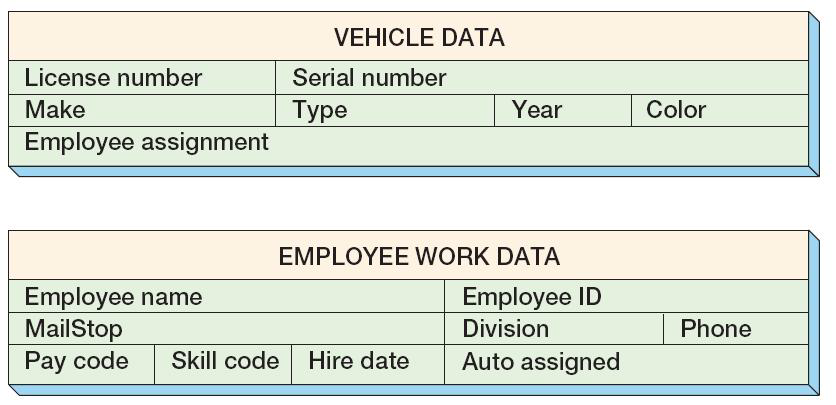 VEHICLE DATA
License number Serial number
Make Type Year Color
Employee assignment
EMPLOYEE WORK DATA
Employee name Employee ID
MailStop Division Phone
Pay code Skill code Hire date Auto assigned